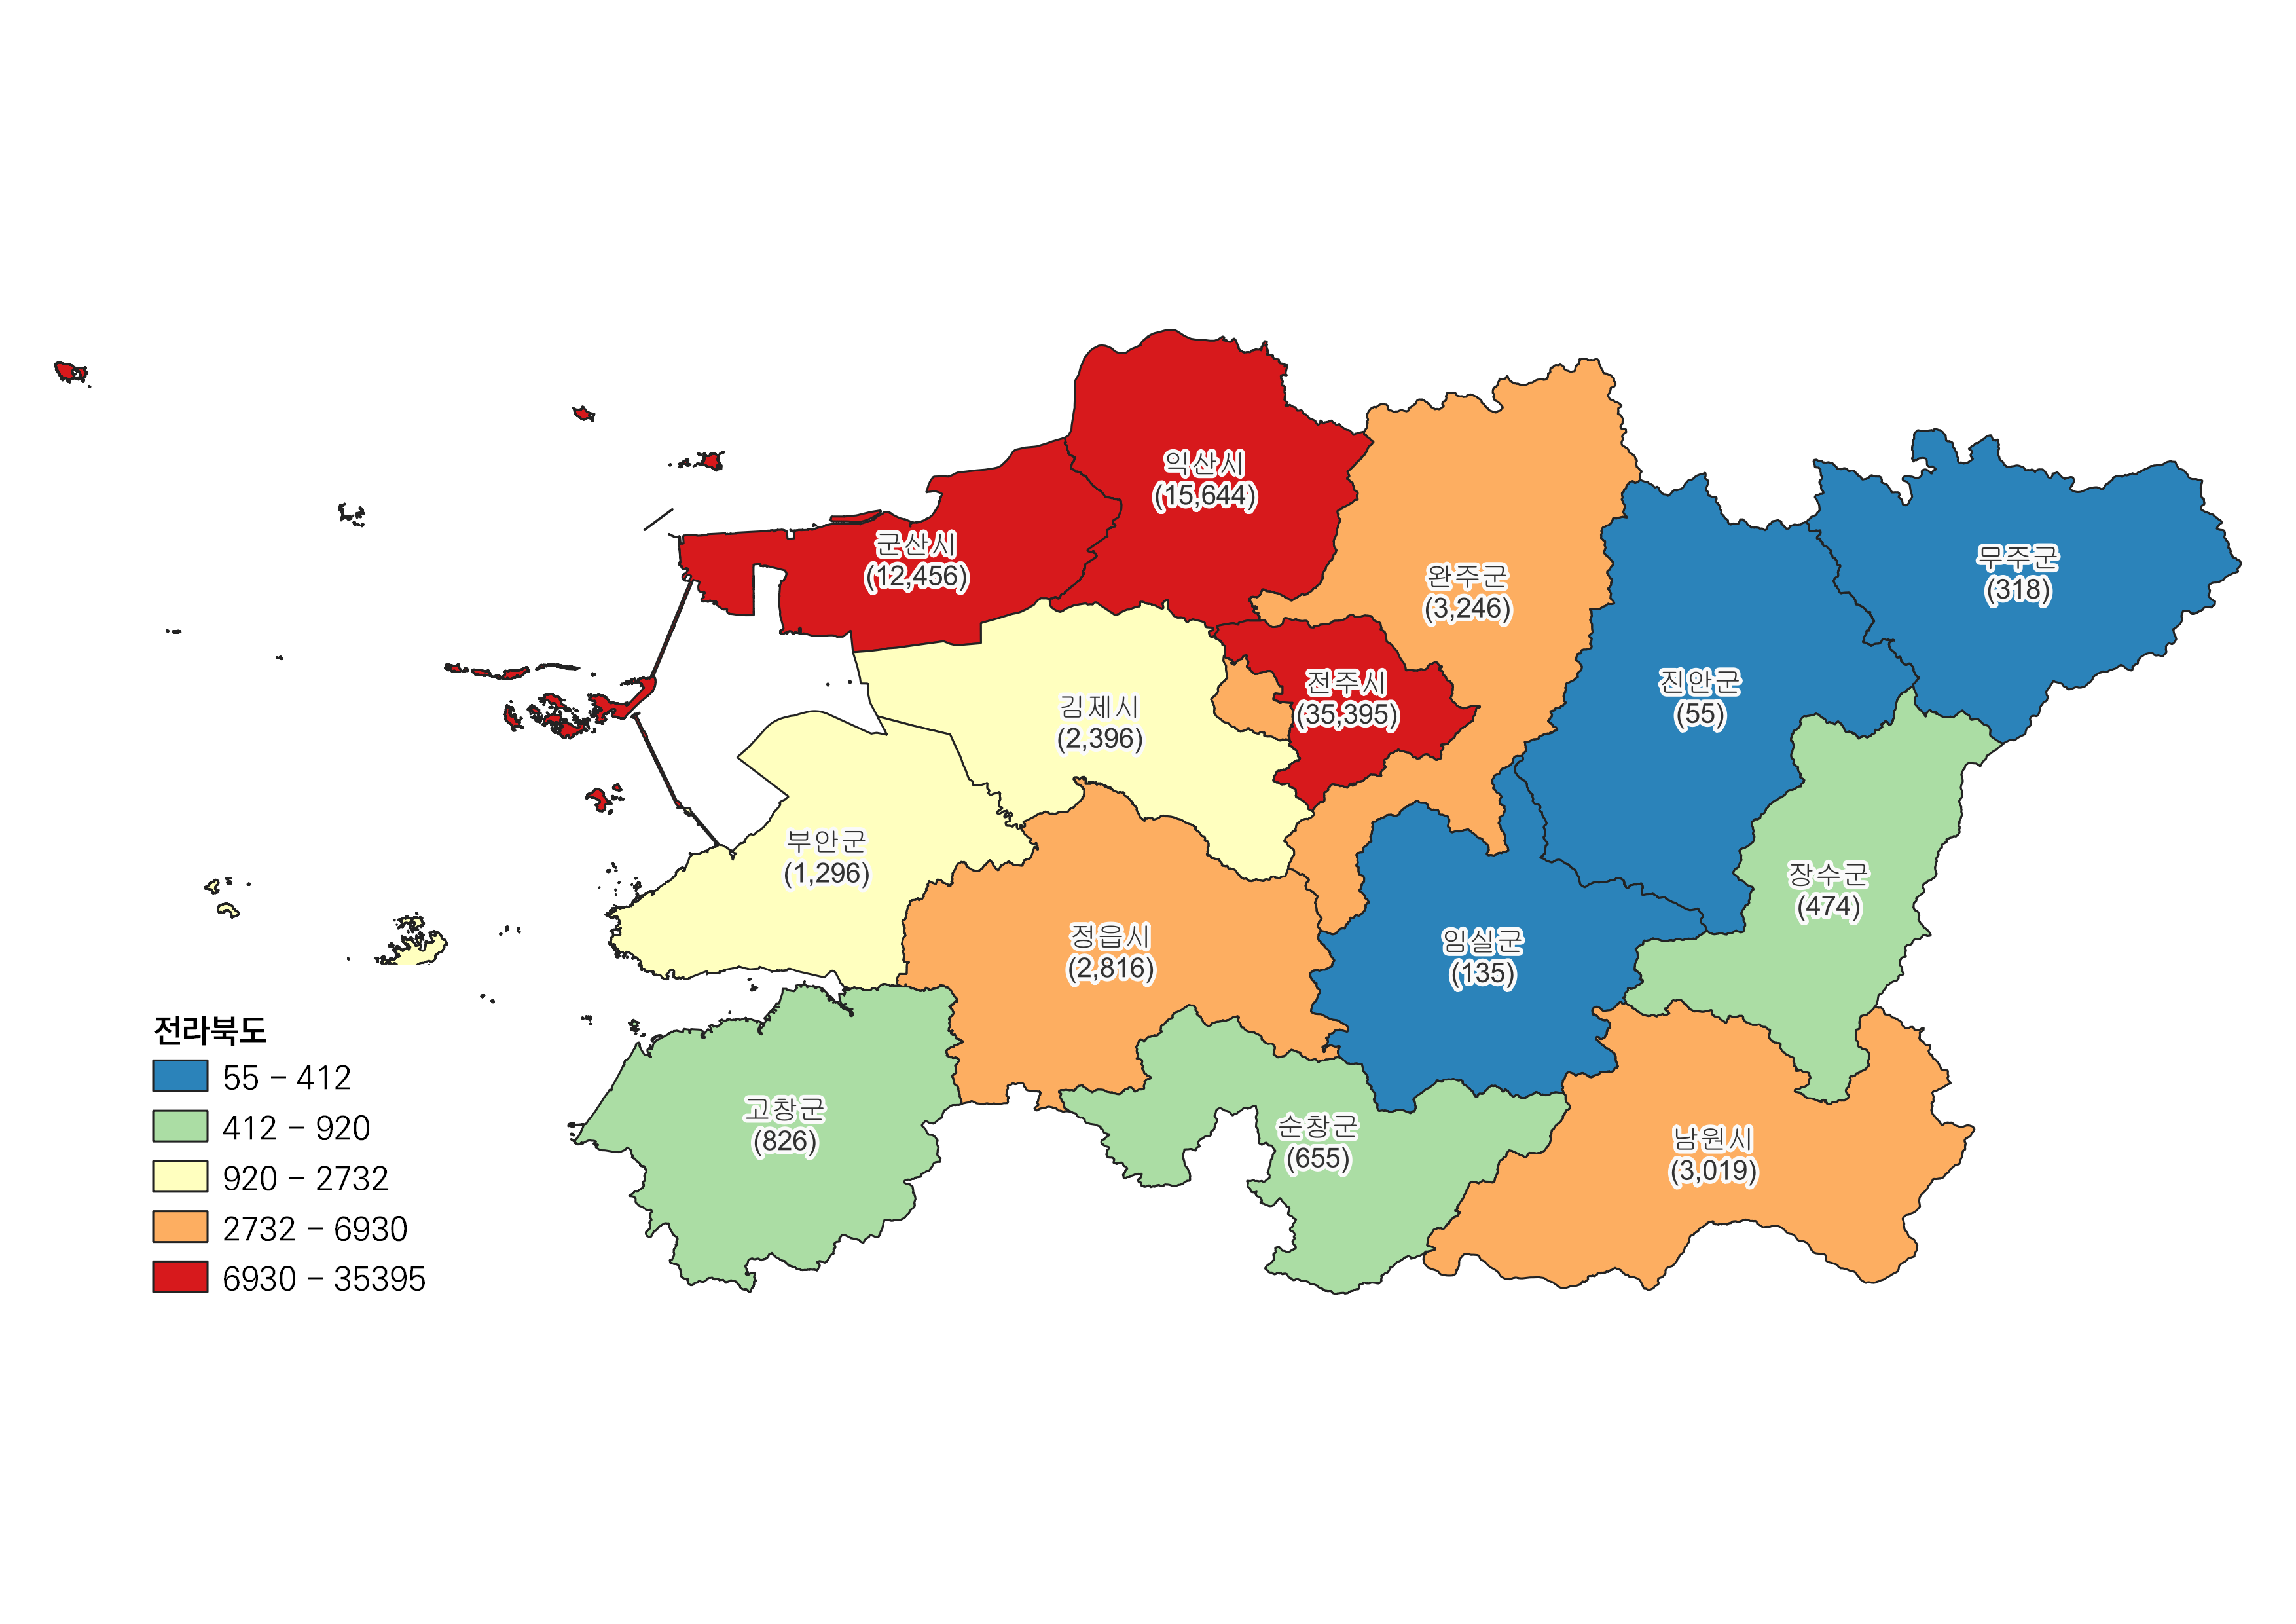 익산시
(15,644)
군산시
(12,456)
무주군
(318)
완주군
(3,246)
진안군
(55)
전주시
(35,395)
김제시
(2,396)
부안군
(1,296)
장수군
(474)
정읍시
(2,816)
임실군
(135)
고창군
(826)
순창군
(655)
남원시
(3,019)
전라북도
55 - 412
412 - 920
920 - 2732
2732 - 6930
6930 - 35395